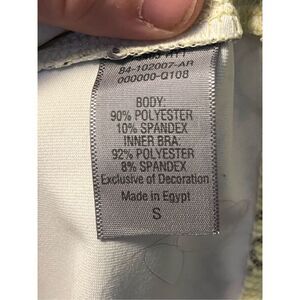 84-102007-AR
000000-Q108
BODY:
90% POLYESTER
10% SPANDEX
INNER BRA:
92% POLYESTER
8% SPANDEX
Exclusive of Decoration
Made in Egypt
S